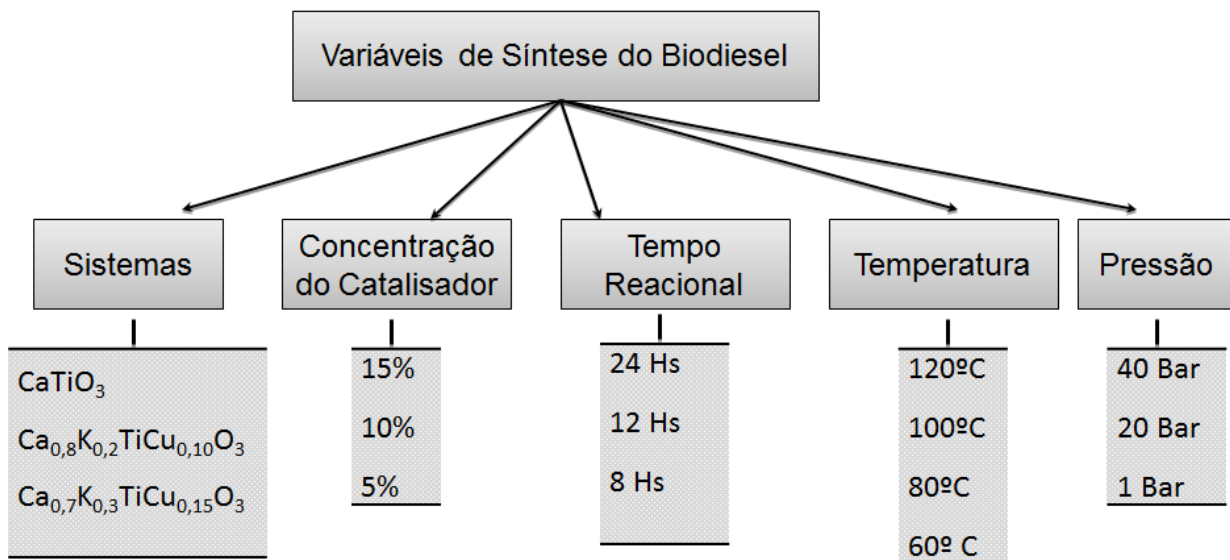 Variáveis de Síntese do Biodiesel
Sistemas
Concentração
do Catalisador
Tempo
Reacional
Temperatura
Pressão
CaTiO₃
Ca₀,₈K₀,₂TiCu₀,₁₀O₃
Ca₀,₇K₀,₃TiCu₀,₁₅O₃
15%
10%
5%
24 Hs
12 Hs
8 Hs
120ºC
100ºC
80ºC
60º C
40 Bar
20 Bar
1 Bar